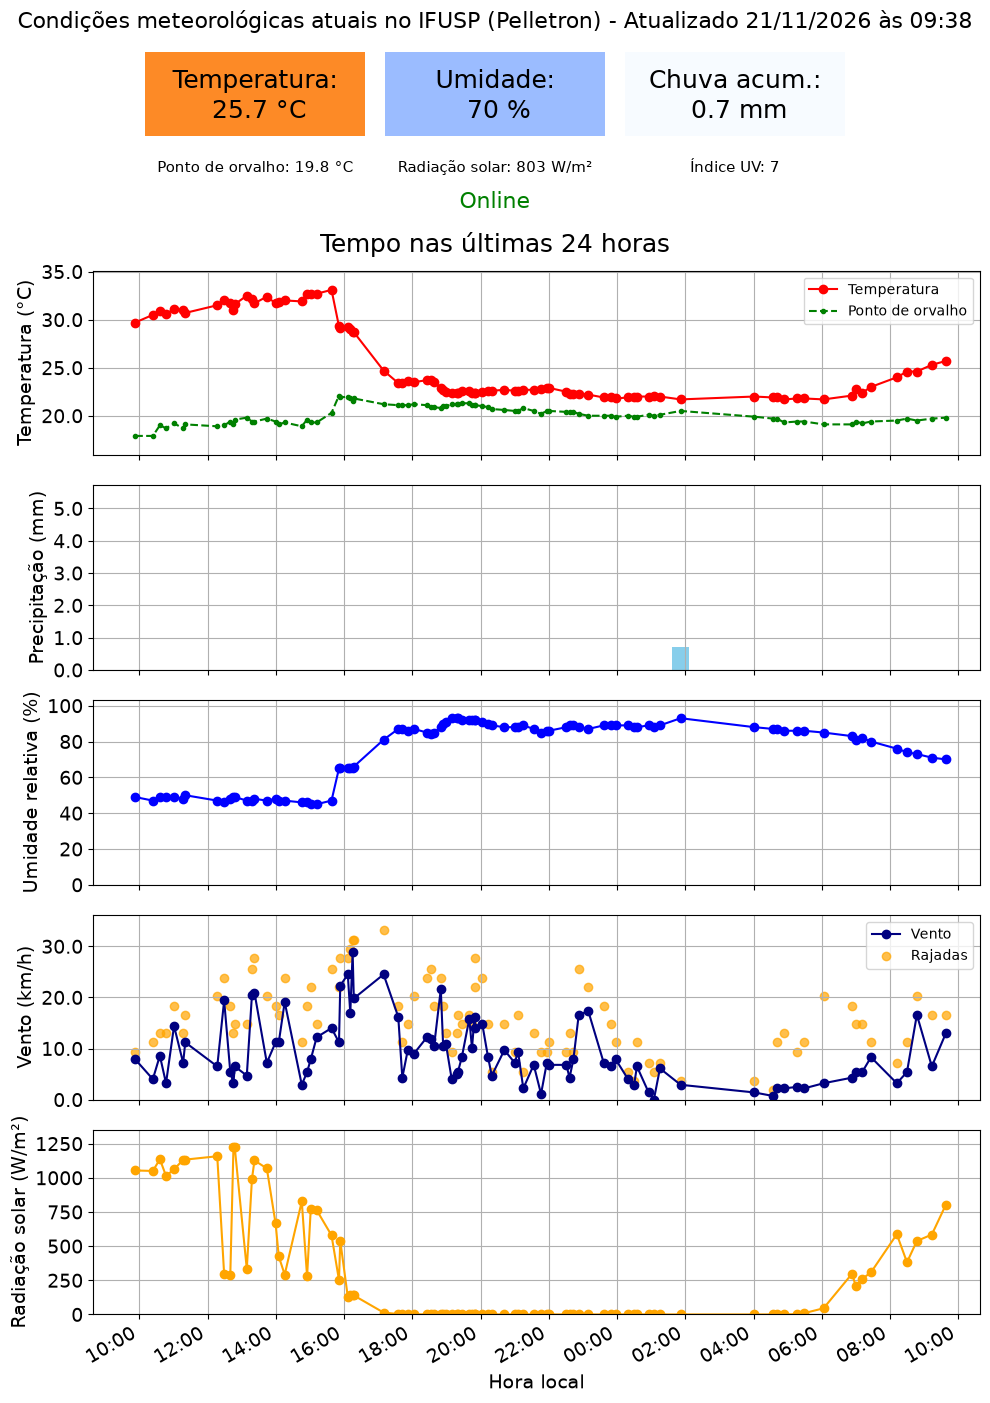 Condições meteorológicas atuais no IFUSP (Pelletron) - Atualizado 21/11/2026 às 09:38
Temperatura:
25.7 °C
Umidade:
70 %
Chuva acum.:
0.7 mm
Ponto de orvalho: 19.8 °C
Radiação solar: 803 W/m²
Índice UV: 7
Online
Tempo nas últimas 24 horas
Temperatura (°C)
35.0
30.0
25.0
20.0
Temperatura
Ponto de orvalho
Precipitação (mm)
5.0
4.0
3.0
2.0
1.0
0.0
Umidade relativa (%)
100
80
60
40
20
0
Vento (km/h)
30.0
20.0
10.0
0.0
Vento
Rajadas
Radiação solar (W/m²)
1250
1000
750
500
250
0
10:00
12:00
14:00
16:00
18:00
20:00
22:00
00:00
02:00
04:00
06:00
08:00
10:00
Hora local